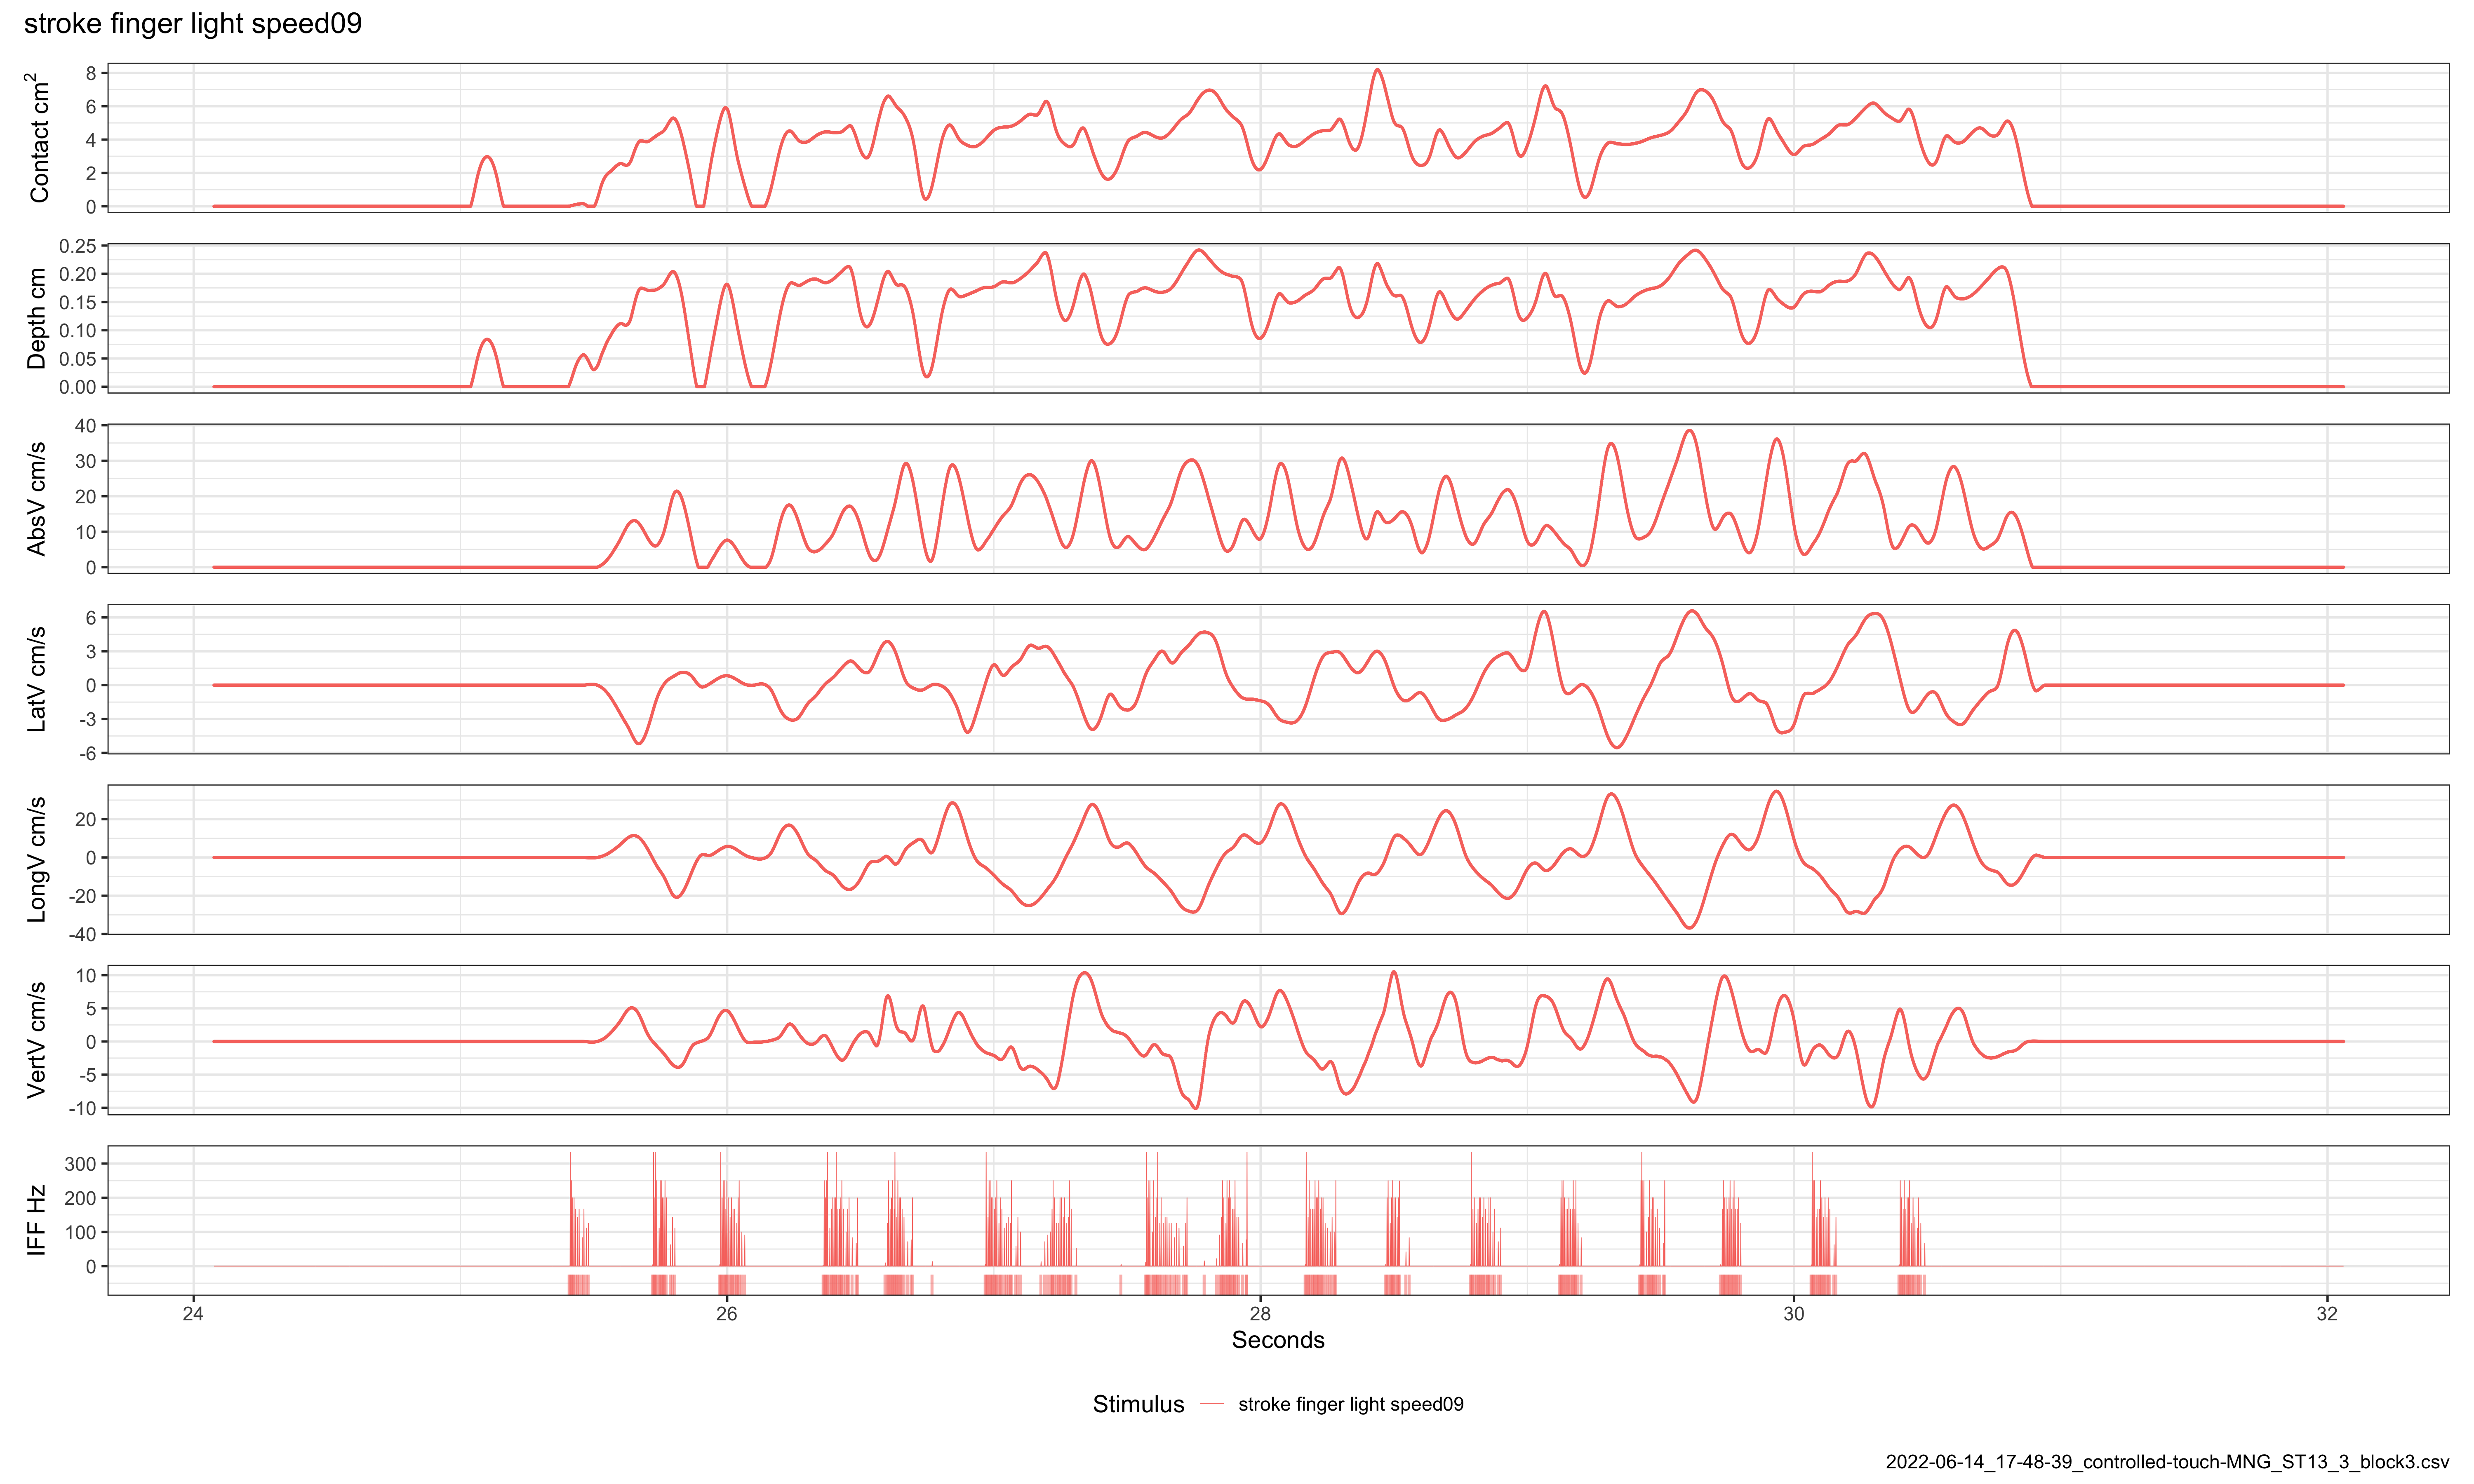 stroke finger light speed09
Contact cm2
8
6
4
2
0
Depth cm
0.25
0.20
0.15
0.10
0.05
0.00
AbsV cm/s
40
30
20
10
0
LatV cm/s
6
3
0
-3
-6
LongV cm/s
20
0
-20
-40
VertV cm/s
10
5
0
-5
-10
IFF Hz
300
200
100
0
24 26 28 30 32
Seconds
Stimulus stroke finger light speed09
2022-06-14_17-48-39_controlled-touch-MNG_ST13_3_block3.csv